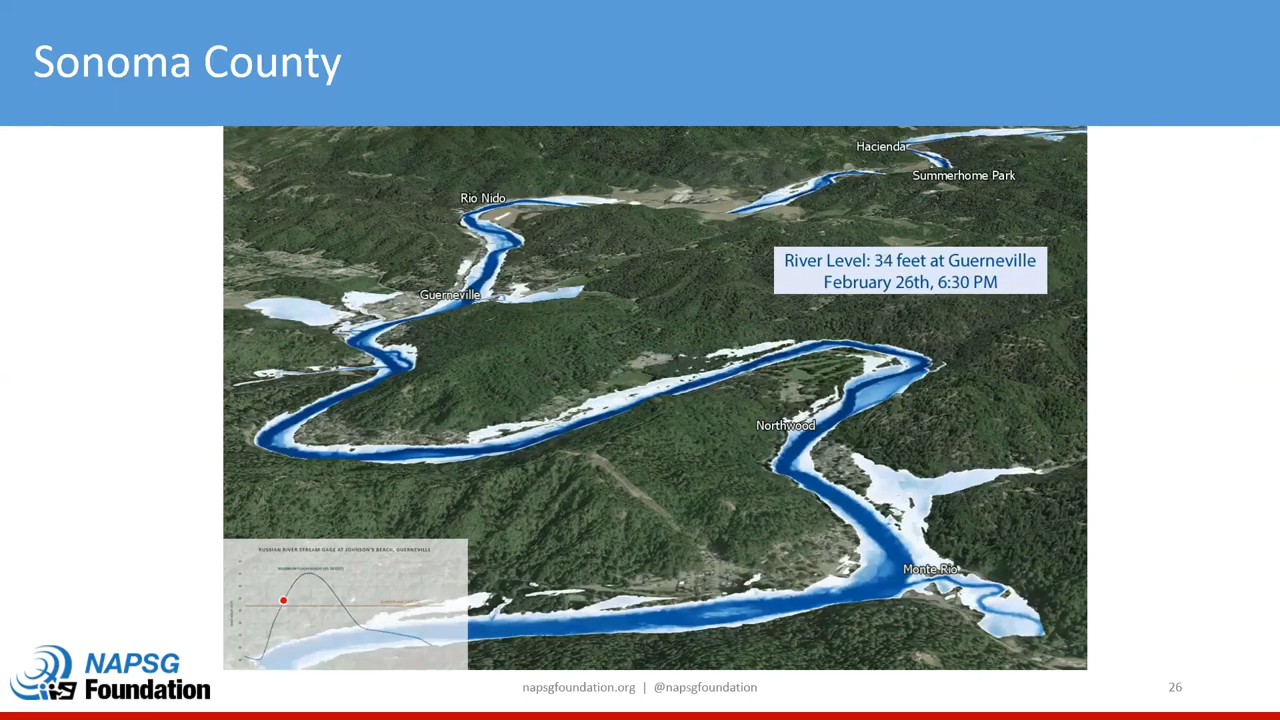 Sonoma County
Hacienda
Summerhome Park
Rio Nido
River Level: 34 feet at Guerneville
February 26th, 6:30 PM
Guerneville
Northwood
Monte Rio
RUSSIAN RIVER STREAM GAGE AT JOHNSON'S BEACH, GUERNEVILLE
NAPSG
Foundation
napsgfoundation.org | @napsgfoundation
26